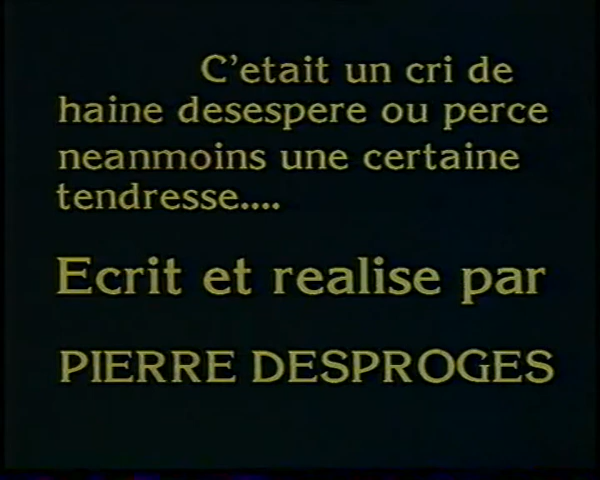 C'etait un cri de
haine desespere ou perce
neanmoins une certaine
tendresse....
Ecrit et realise par
PIERRE DESPROGES